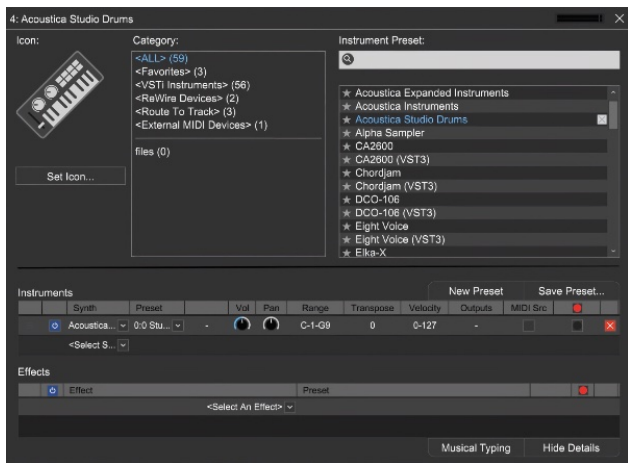 4: Acoustica Studio Drums
Icon:
Category:
Instrument Preset:
<ALL> (59)
<Favorites> (3)
<VSTi Instruments> (56)
<ReWire Devices> (2)
<Route To Track> (3)
<External MIDI Devices> (1)
files (0)
Set Icon...
Acoustica Expanded Instruments
Acoustica Instruments
Acoustica Studio Drums
Alpha Sampler
CA2600
CA2600 (VST3)
Chordjam
Chordjam (VST3)
DCO-106
DCO-106 (VST3)
Eight Voice
Eight Voice (VST3)
Elka-X
Instruments
New Preset Save Preset...
Synth Preset Vol Pan Range Transpose Velocity Outputs MIDI Src
Acoustica... 0:0 Stu... - C-1-G9 0 0-127 -
<Select S...
Effects
Effect Preset
<Select An Effect>
Musical Typing Hide Details